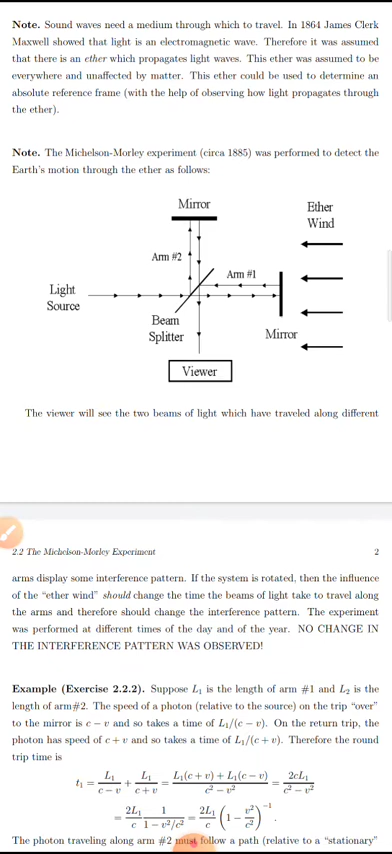 Note. Sound waves need a medium through which to travel. In 1864 James Clerk
Maxwell showed that light is an electromagnetic wave. Therefore it was assumed
that there is an ether which propagates light waves. This ether was assumed to be
everywhere and unaffected by matter. This ether could be used to determine an
absolute reference frame (with the help of observing how light propagates through
the ether).
Note. The Michelson-Morley experiment (circa 1885) was performed to detect the
Earth's motion through the ether as follows:
Mirror
Ether
Wind
Arm #2
Arm #1
Light
Source
Beam
Splitter
Mirror
Viewer
The viewer will see the two beams of light which have traveled along different
2.2 The Michelson-Morley Experiment 2
arms display some interference pattern. If the system is rotated, then the influence
of the "ether wind" should change the time the beams of light take to travel along
the arms and therefore should change the interference pattern. The experiment
was performed at different times of the day and of the year. NO CHANGE IN
THE INTERFERENCE PATTERN WAS OBSERVED!
Example (Exercise 2.2.2). Suppose L₁ is the length of arm #1 and L₂ is the
length of arm#2. The speed of a photon (relative to the source) on the trip "over"
to the mirror is c − v and so takes a time of L₁/(c − v). On the return trip, the
photon has speed of c + v and so takes a time of L₁/(c + v). Therefore the round
trip time is
t₁ = L₁/(c − v) + L₁/(c + v) = (L₁(c + v) + L₁(c − v))/(c² − v²) = 2cL₁/(c² − v²)
= (2L₁/c) (1/(1 − v²/c²)) = (2L₁/c) (1 − v²/c²)⁻¹.
The photon traveling along arm #2 must follow a path (relative to a "stationary"